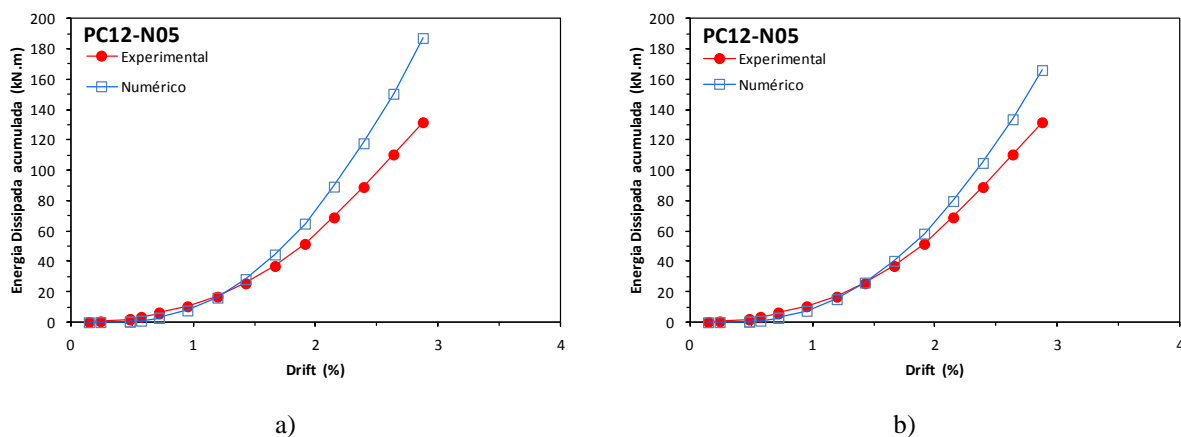 PC12-N05
Experimental
Numérico
Energia Dissipada acumulada (kN.m)
200
180
160
140
120
100
80
60
40
20
0
0 1 2 3 4
Drift (%)
a)
PC12-N05
Experimental
Numérico
Energia Dissipada acumulada (kN.m)
200
180
160
140
120
100
80
60
40
20
0
0 1 2 3 4
Drift (%)
b)